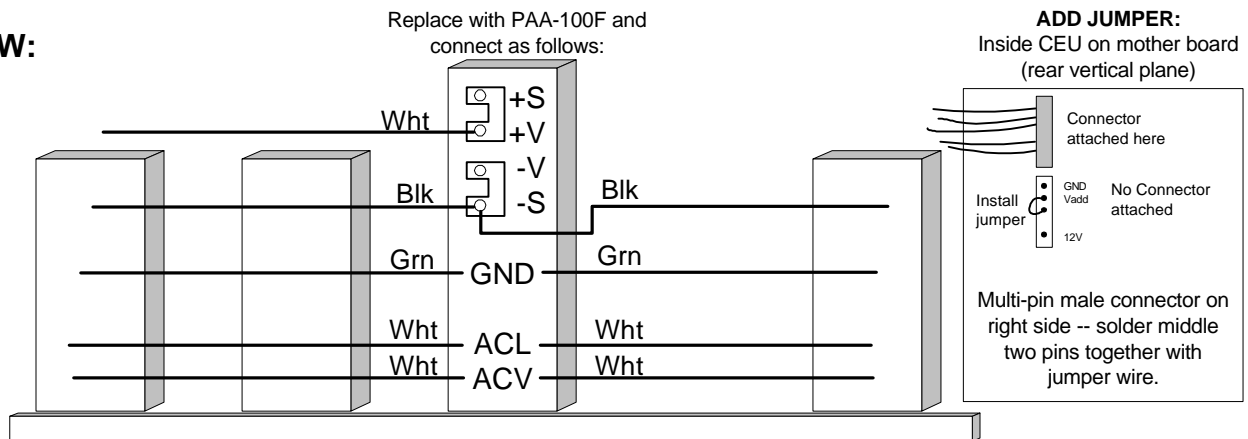 W:
Replace with PAA-100F and
connect as follows:
+S
Wht
+V
-V
Blk
-S
Blk
Grn
GND
Grn
Wht
ACL
Wht
Wht
ACV
Wht
ADD JUMPER:
Inside CEU on mother board
(rear vertical plane)
Connector
attached here
Install
jumper
GND
Vadd
12V
No Connector
attached
Multi-pin male connector on
right side -- solder middle
two pins together with
jumper wire.